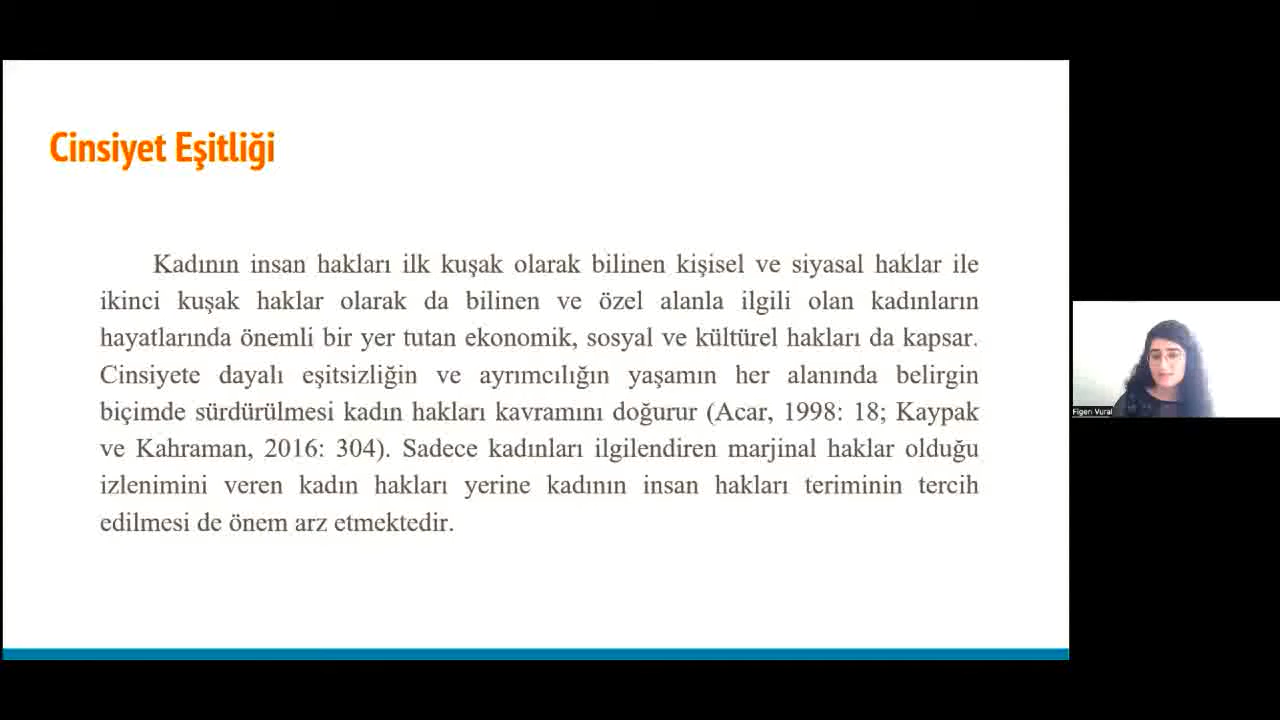 Cinsiyet Eşitliği
Kadının insan hakları ilk kuşak olarak bilinen kişisel ve siyasal haklar ile
ikinci kuşak haklar olarak da bilinen ve özel alanla ilgili olan kadınların
hayatlarında önemli bir yer tutan ekonomik, sosyal ve kültürel hakları da kapsar.
Cinsiyete dayalı eşitsizliğin ve ayrımcılığın yaşamın her alanında belirgin
biçimde sürdürülmesi kadın hakları kavramını doğurur (Acar, 1998: 18; Kaypak
ve Kahraman, 2016: 304). Sadece kadınları ilgilendiren marjinal haklar olduğu
izlenimini veren kadın hakları yerine kadının insan hakları teriminin tercih
edilmesi de önem arz etmektedir.
Figen Vural